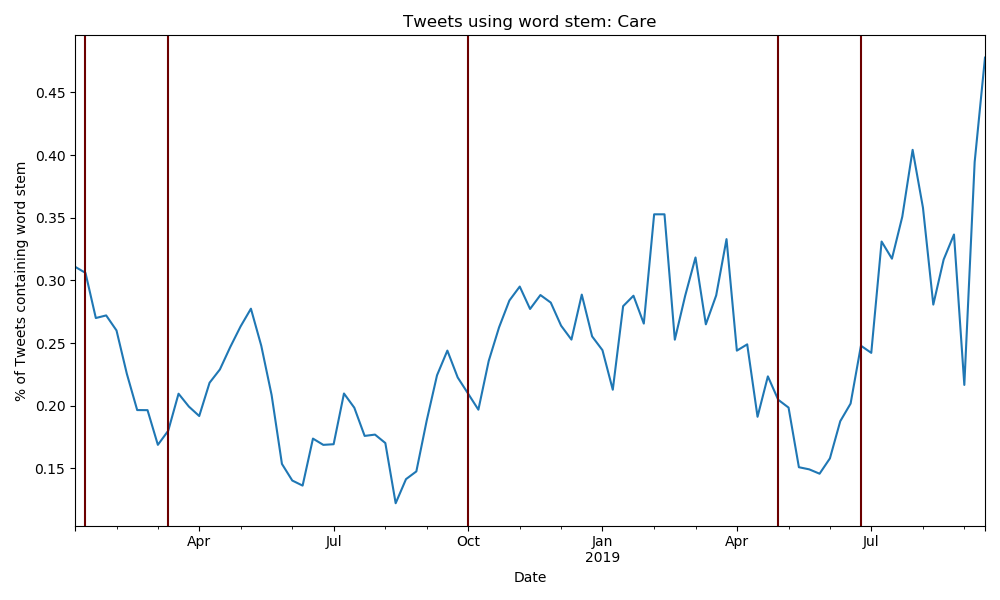 Tweets using word stem: Care
% of Tweets containing word stem
0.45
0.40
0.35
0.30
0.25
0.20
0.15
Apr
Jul
Oct
Jan
2019
Apr
Jul
Date